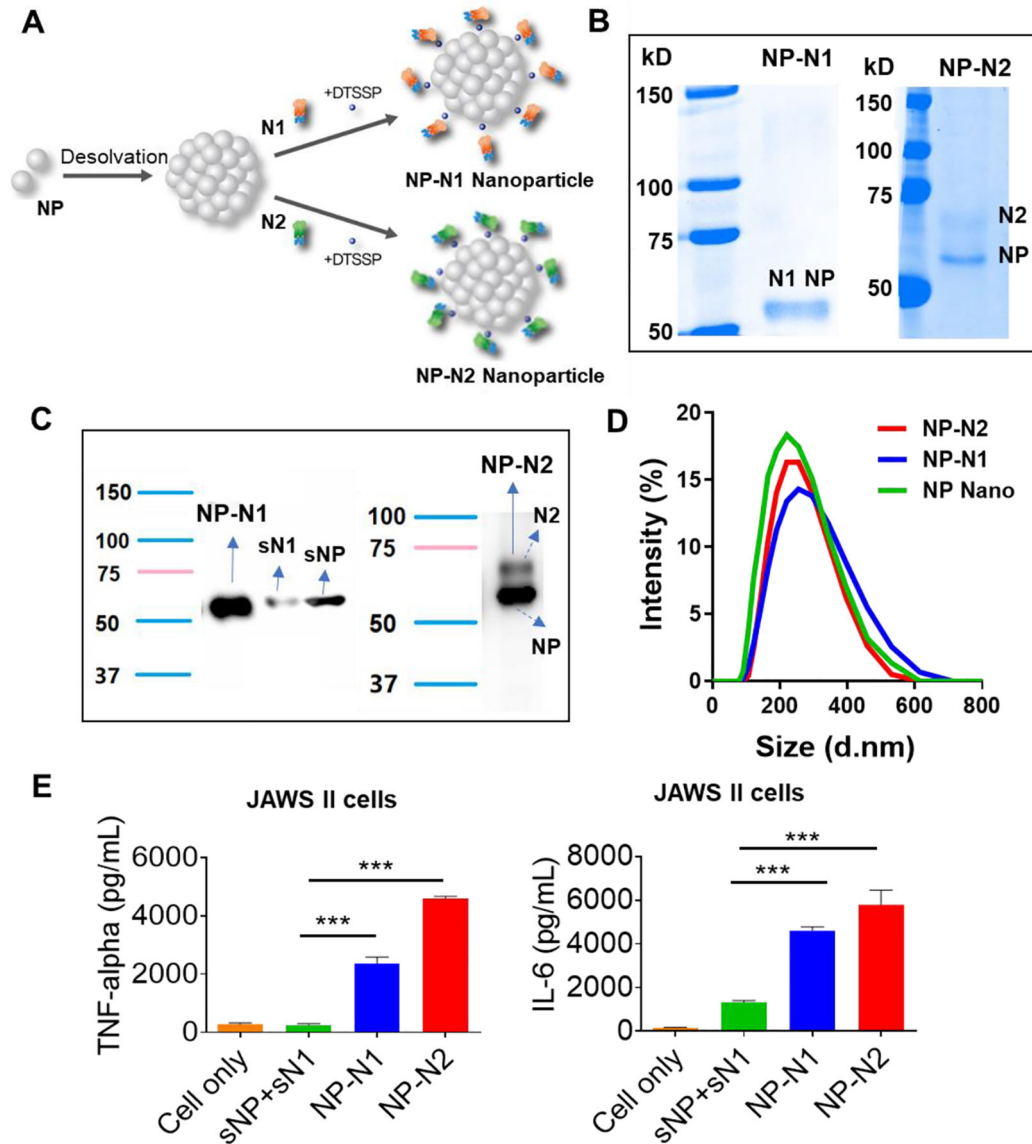 A
N1
+DTSSP
Desolvation
NP
NP-N1 Nanoparticle
N2
+DTSSP
NP-N2 Nanoparticle
B
kD
NP-N1
150
100
75
N1 NP
50
kD
NP-N2
150
100
75
N2
NP
50
C
150
100
75
50
37
NP-N1
sN1
sNP
100
75
50
37
NP-N2
N2
NP
D
Intensity (%)
20
15
10
5
0
0 200 400 600 800
Size (d.nm)
NP-N2
NP-N1
NP Nano
E
JAWS II cells
TNF-alpha (pg/mL)
6000
4000
2000
0
***
***
Cell only
sNP+sN1
NP-N1
NP-N2
JAWS II cells
IL-6 (pg/mL)
8000
6000
4000
2000
0
***
***
Cell only
sNP+sN1
NP-N1
NP-N2